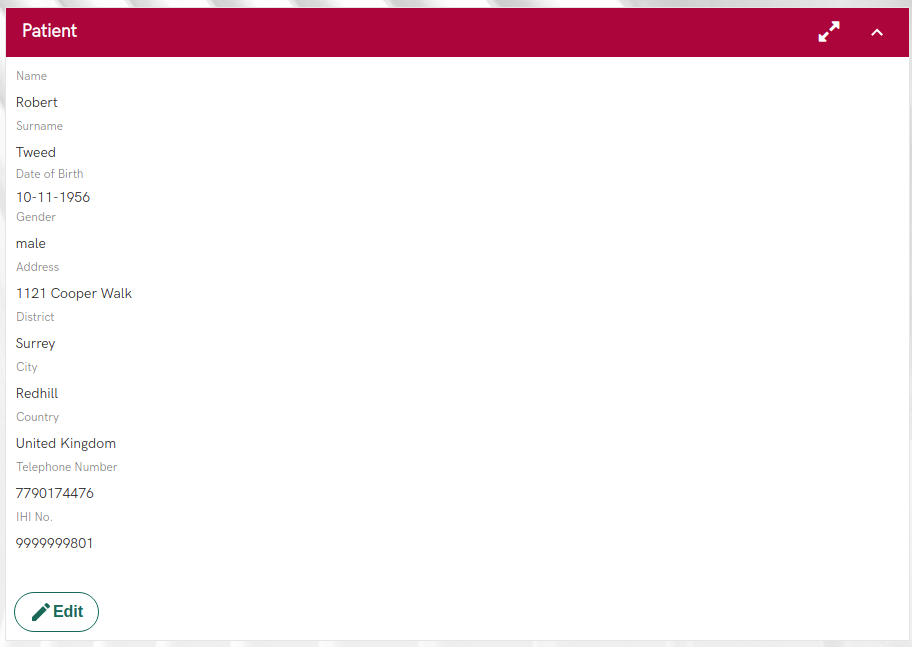 Patient
Name
Robert
Surname
Tweed
Date of Birth
10-11-1956
Gender
male
Address
1121 Cooper Walk
District
Surrey
City
Redhill
Country
United Kingdom
Telephone Number
7790174476
IHI No.
9999999801
Edit